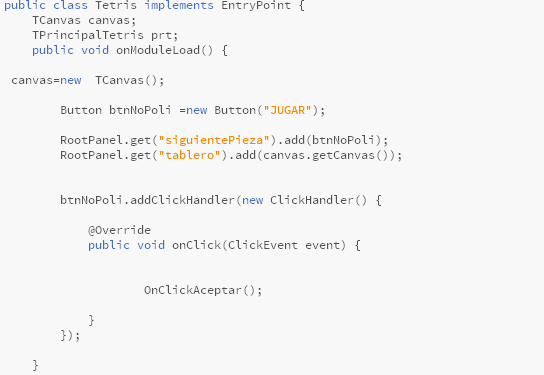 public class Tetris implements EntryPoint {
TCanvas canvas;
TPrincipalTetris prt;
public void onModuleLoad() {
canvas=new  TCanvas();
Button btnNoPoli =new Button("JUGAR");
RootPanel.get("siguientePieza").add(btnNoPoli);
RootPanel.get("tablero").add(canvas.getCanvas());
btnNoPoli.addClickHandler(new ClickHandler() {
@Override
public void onClick(ClickEvent event) {
OnClickAceptar();
}
});
}